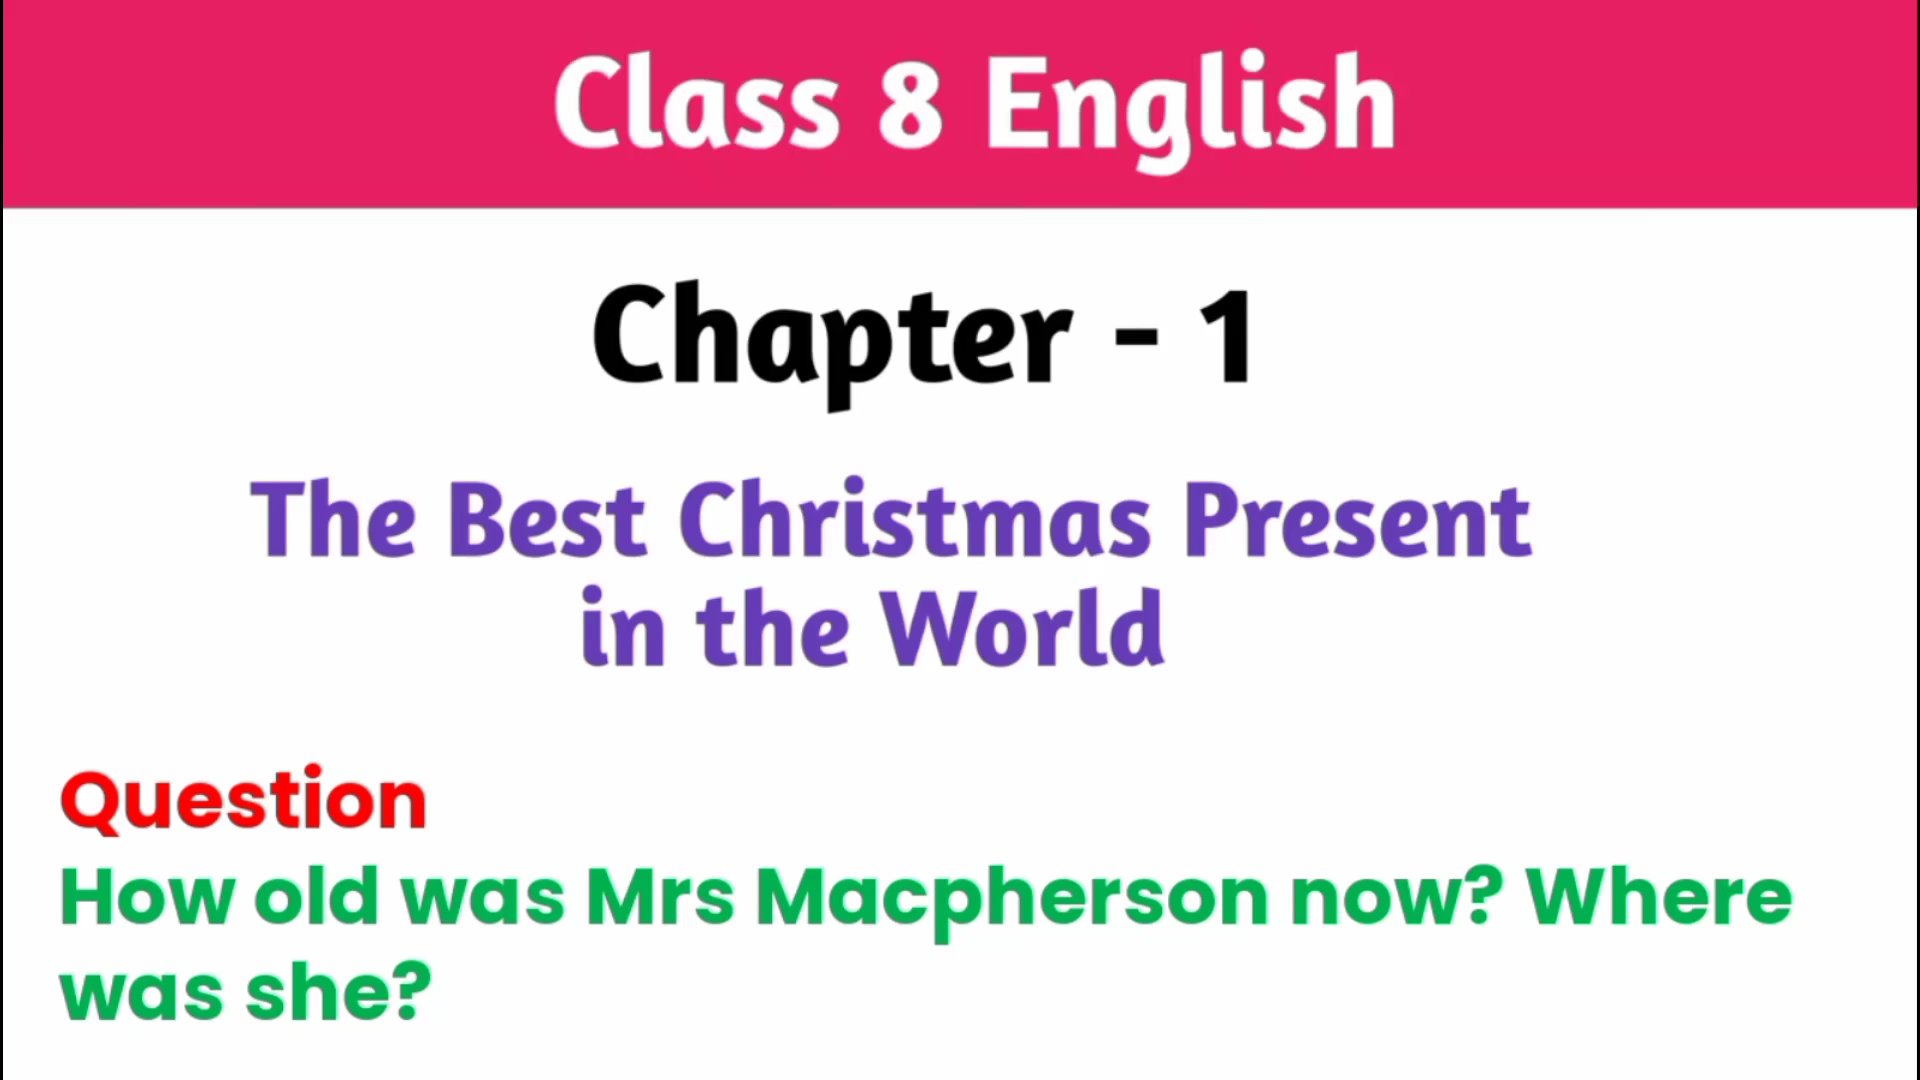 Class 8 English
Chapter - 1
The Best Christmas Present
in the World
Question
How old was Mrs Macpherson now? Where
was she?